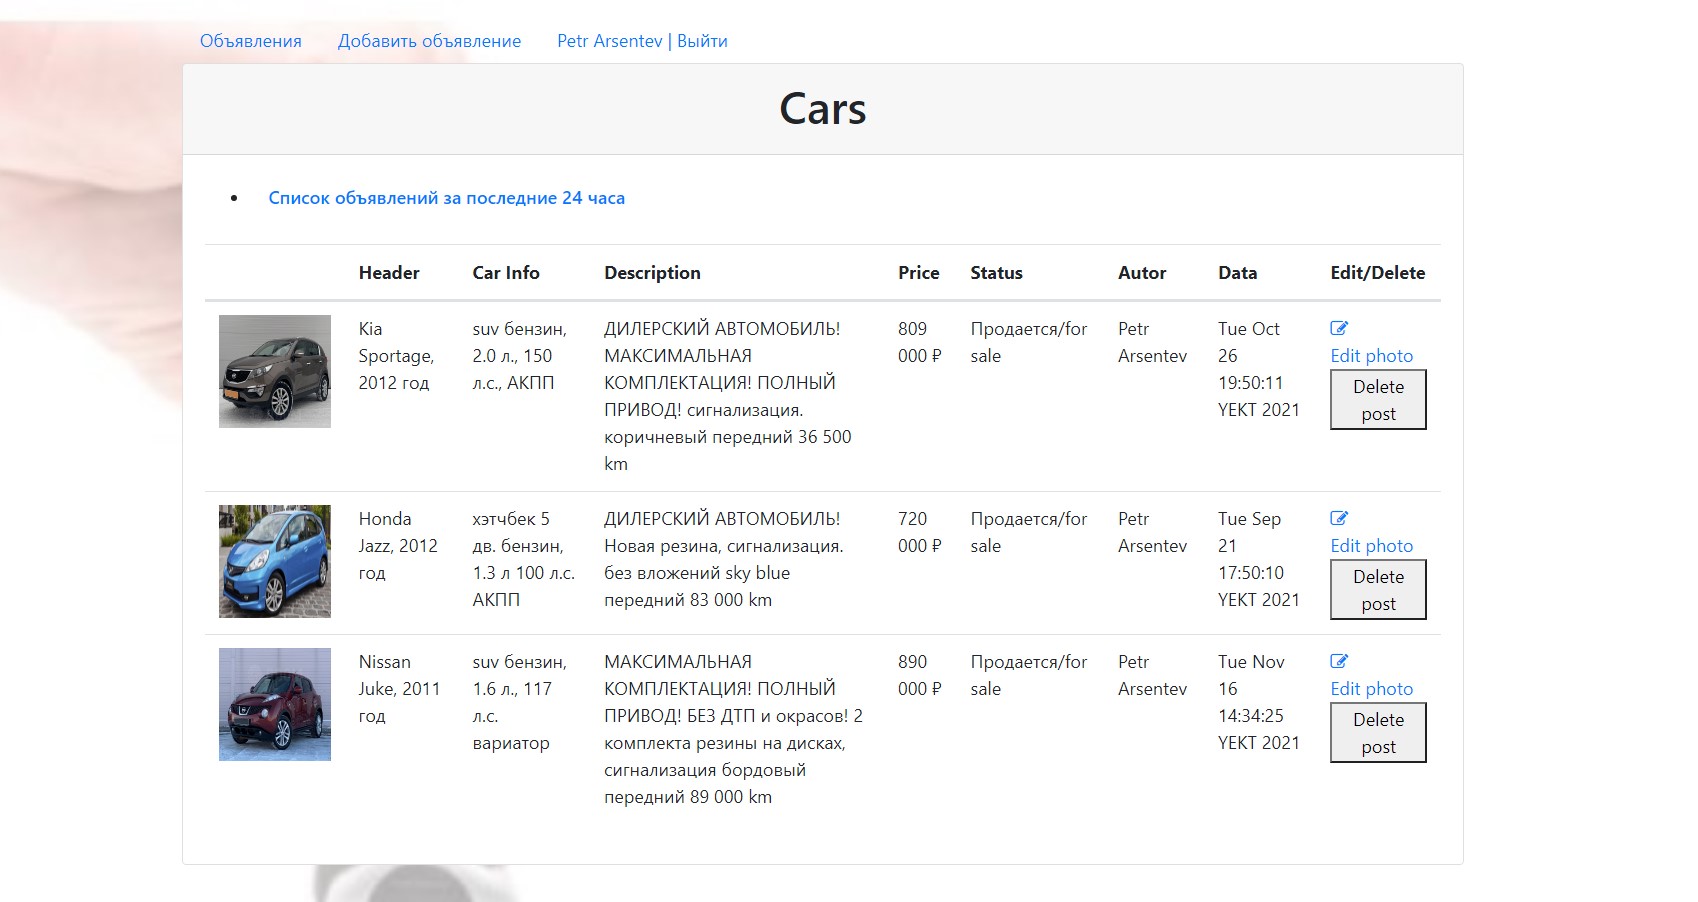 Объявления Добавить объявление Petr Arsentev | Выйти
Cars
Список объявлений за последние 24 часа
Header Car Info Description Price Status Autor Data Edit/Delete
Kia
Sportage,
2012 год
suv бензин,
2.0 л., 150
л.с., АКПП
ДИЛЕРСКИЙ АВТОМОБИЛЬ!
МАКСИМАЛЬНАЯ
КОМПЛЕКТАЦИЯ! ПОЛНЫЙ
ПРИВОД! сигнализация.
коричневый передний 36 500
km
809
000 ₽
Продается/for
sale
Petr
Arsentev
Tue Oct
26
19:50:11
YEKT 2021
Edit photo
Delete
post
Honda
Jazz, 2012
год
хэтчбек 5
дв. бензин,
1.3 л 100 л.с.
АКПП
ДИЛЕРСКИЙ АВТОМОБИЛЬ!
Новая резина, сигнализация.
без вложений sky blue
передний 83 000 km
720
000 ₽
Продается/for
sale
Petr
Arsentev
Tue Sep
21
17:50:10
YEKT 2021
Edit photo
Delete
post
Nissan
Juke, 2011
год
suv бензин,
1.6 л., 117
л.с.
вариатор
МАКСИМАЛЬНАЯ
КОМПЛЕКТАЦИЯ! ПОЛНЫЙ
ПРИВОД! БЕЗ ДТП и окрасов! 2
комплекта резины на дисках,
сигнализация бордовый
передний 89 000 km
890
000 ₽
Продается/for
sale
Petr
Arsentev
Tue Nov
16
14:34:25
YEKT 2021
Edit photo
Delete
post